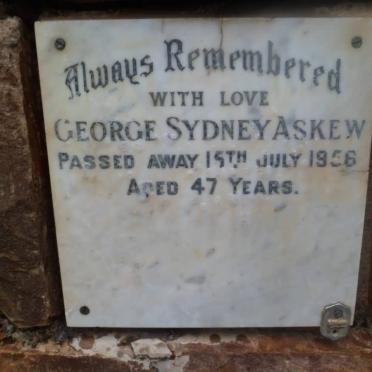 Always Remembered
WITH LOVE
GEORGE SYDNEY ASKEW
PASSED AWAY 15TH JULY 1956
AGED 47 YEARS.